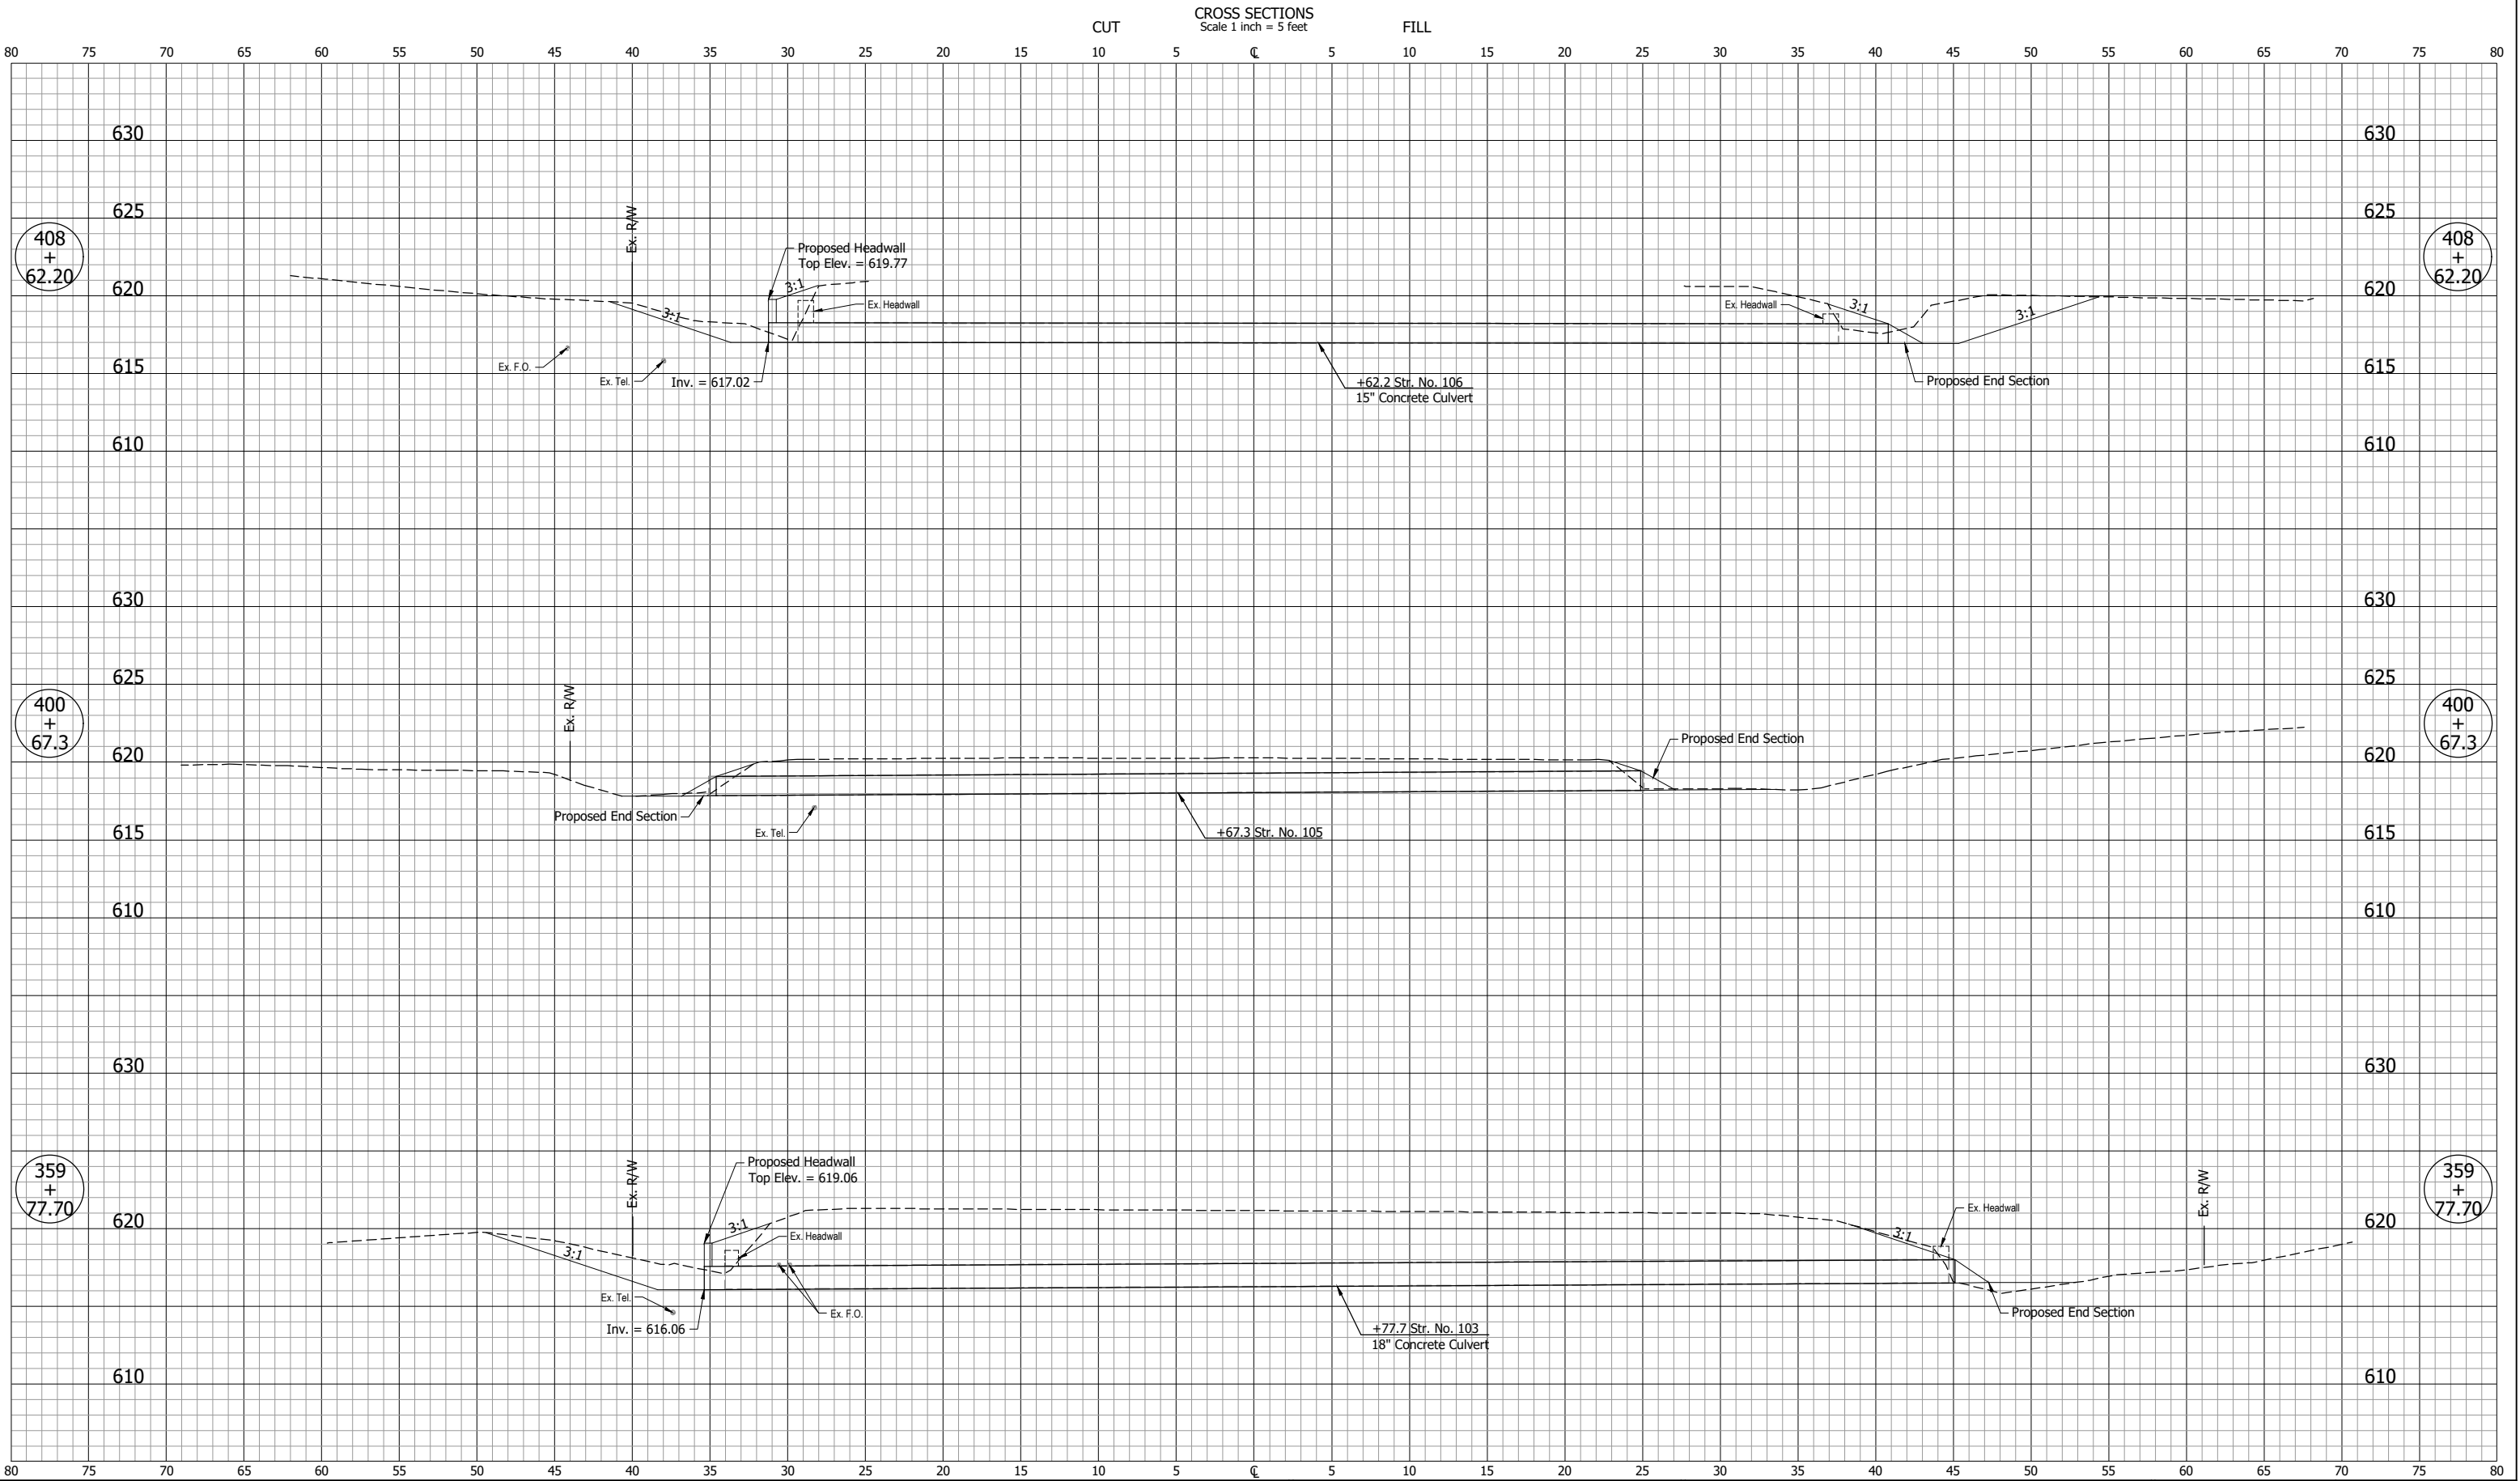 CROSS SECTIONS
Scale 1 inch = 5 feet
CUT
FILL
80 75 70 65 60 55 50 45 40 35 30 25 20 15 10 5 ℄ 5 10 15 20 25 30 35 40 45 50 55 60 65 70 75 80
630 630
625 625
Ex. R/W
408
+
62.20
408
+
62.20
Proposed Headwall
Top Elev. = 619.77
3:1
Ex. Headwall
Ex. Headwall
3:1
620 620
3:1
3:1
Ex. F.O.
Ex. Tel.
Inv. = 617.02
615 615
+62.2 Str. No. 106
15" Concrete Culvert
Proposed End Section
610 610
630 630
625 625
Ex. R/W
400
+
67.3
400
+
67.3
Proposed End Section
620 620
Proposed End Section
Ex. Tel.
615 615
+67.3 Str. No. 105
610 610
630 630
Proposed Headwall
Top Elev. = 619.06
Ex. R/W
Ex. R/W
359
+
77.70
359
+
77.70
Ex. Headwall
620 620
3:1
3:1
Ex. Headwall
3:1
Ex. Tel.
Ex. F.O.
Proposed End Section
Inv. = 616.06
+77.7 Str. No. 103
18" Concrete Culvert
610 610
80 75 70 65 60 55 50 45 40 35 30 25 20 15 10 5 ℄ 5 10 15 20 25 30 35 40 45 50 55 60 65 70 75 80